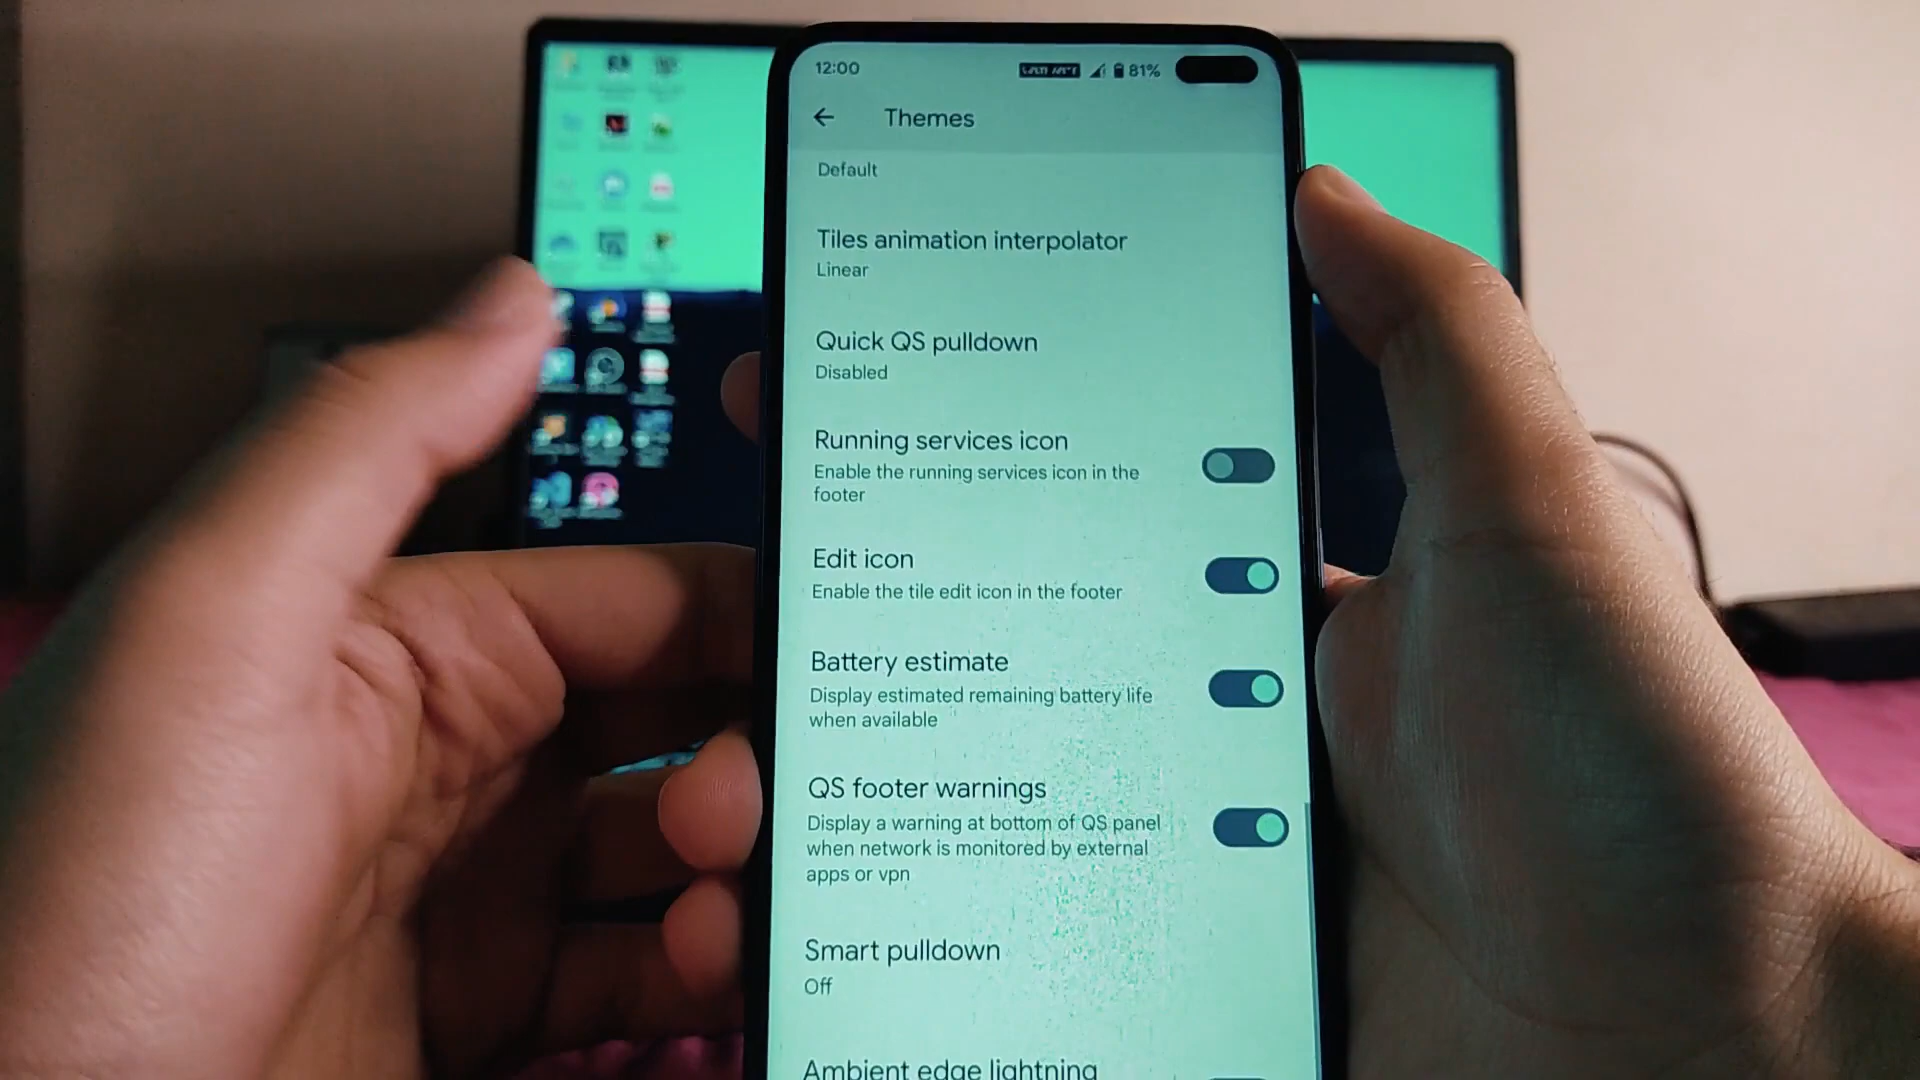 12:00
81%
Themes
Default
Tiles animation interpolator
Linear
Quick QS pulldown
Disabled
Running services icon
Enable the running services icon in the
footer
Edit icon
Enable the tile edit icon in the footer
Battery estimate
Display estimated remaining battery life
when available
QS footer warnings
Display a warning at bottom of QS panel
when network is monitored by external
apps or vpn
Smart pulldown
Off
Ambient edge lightning